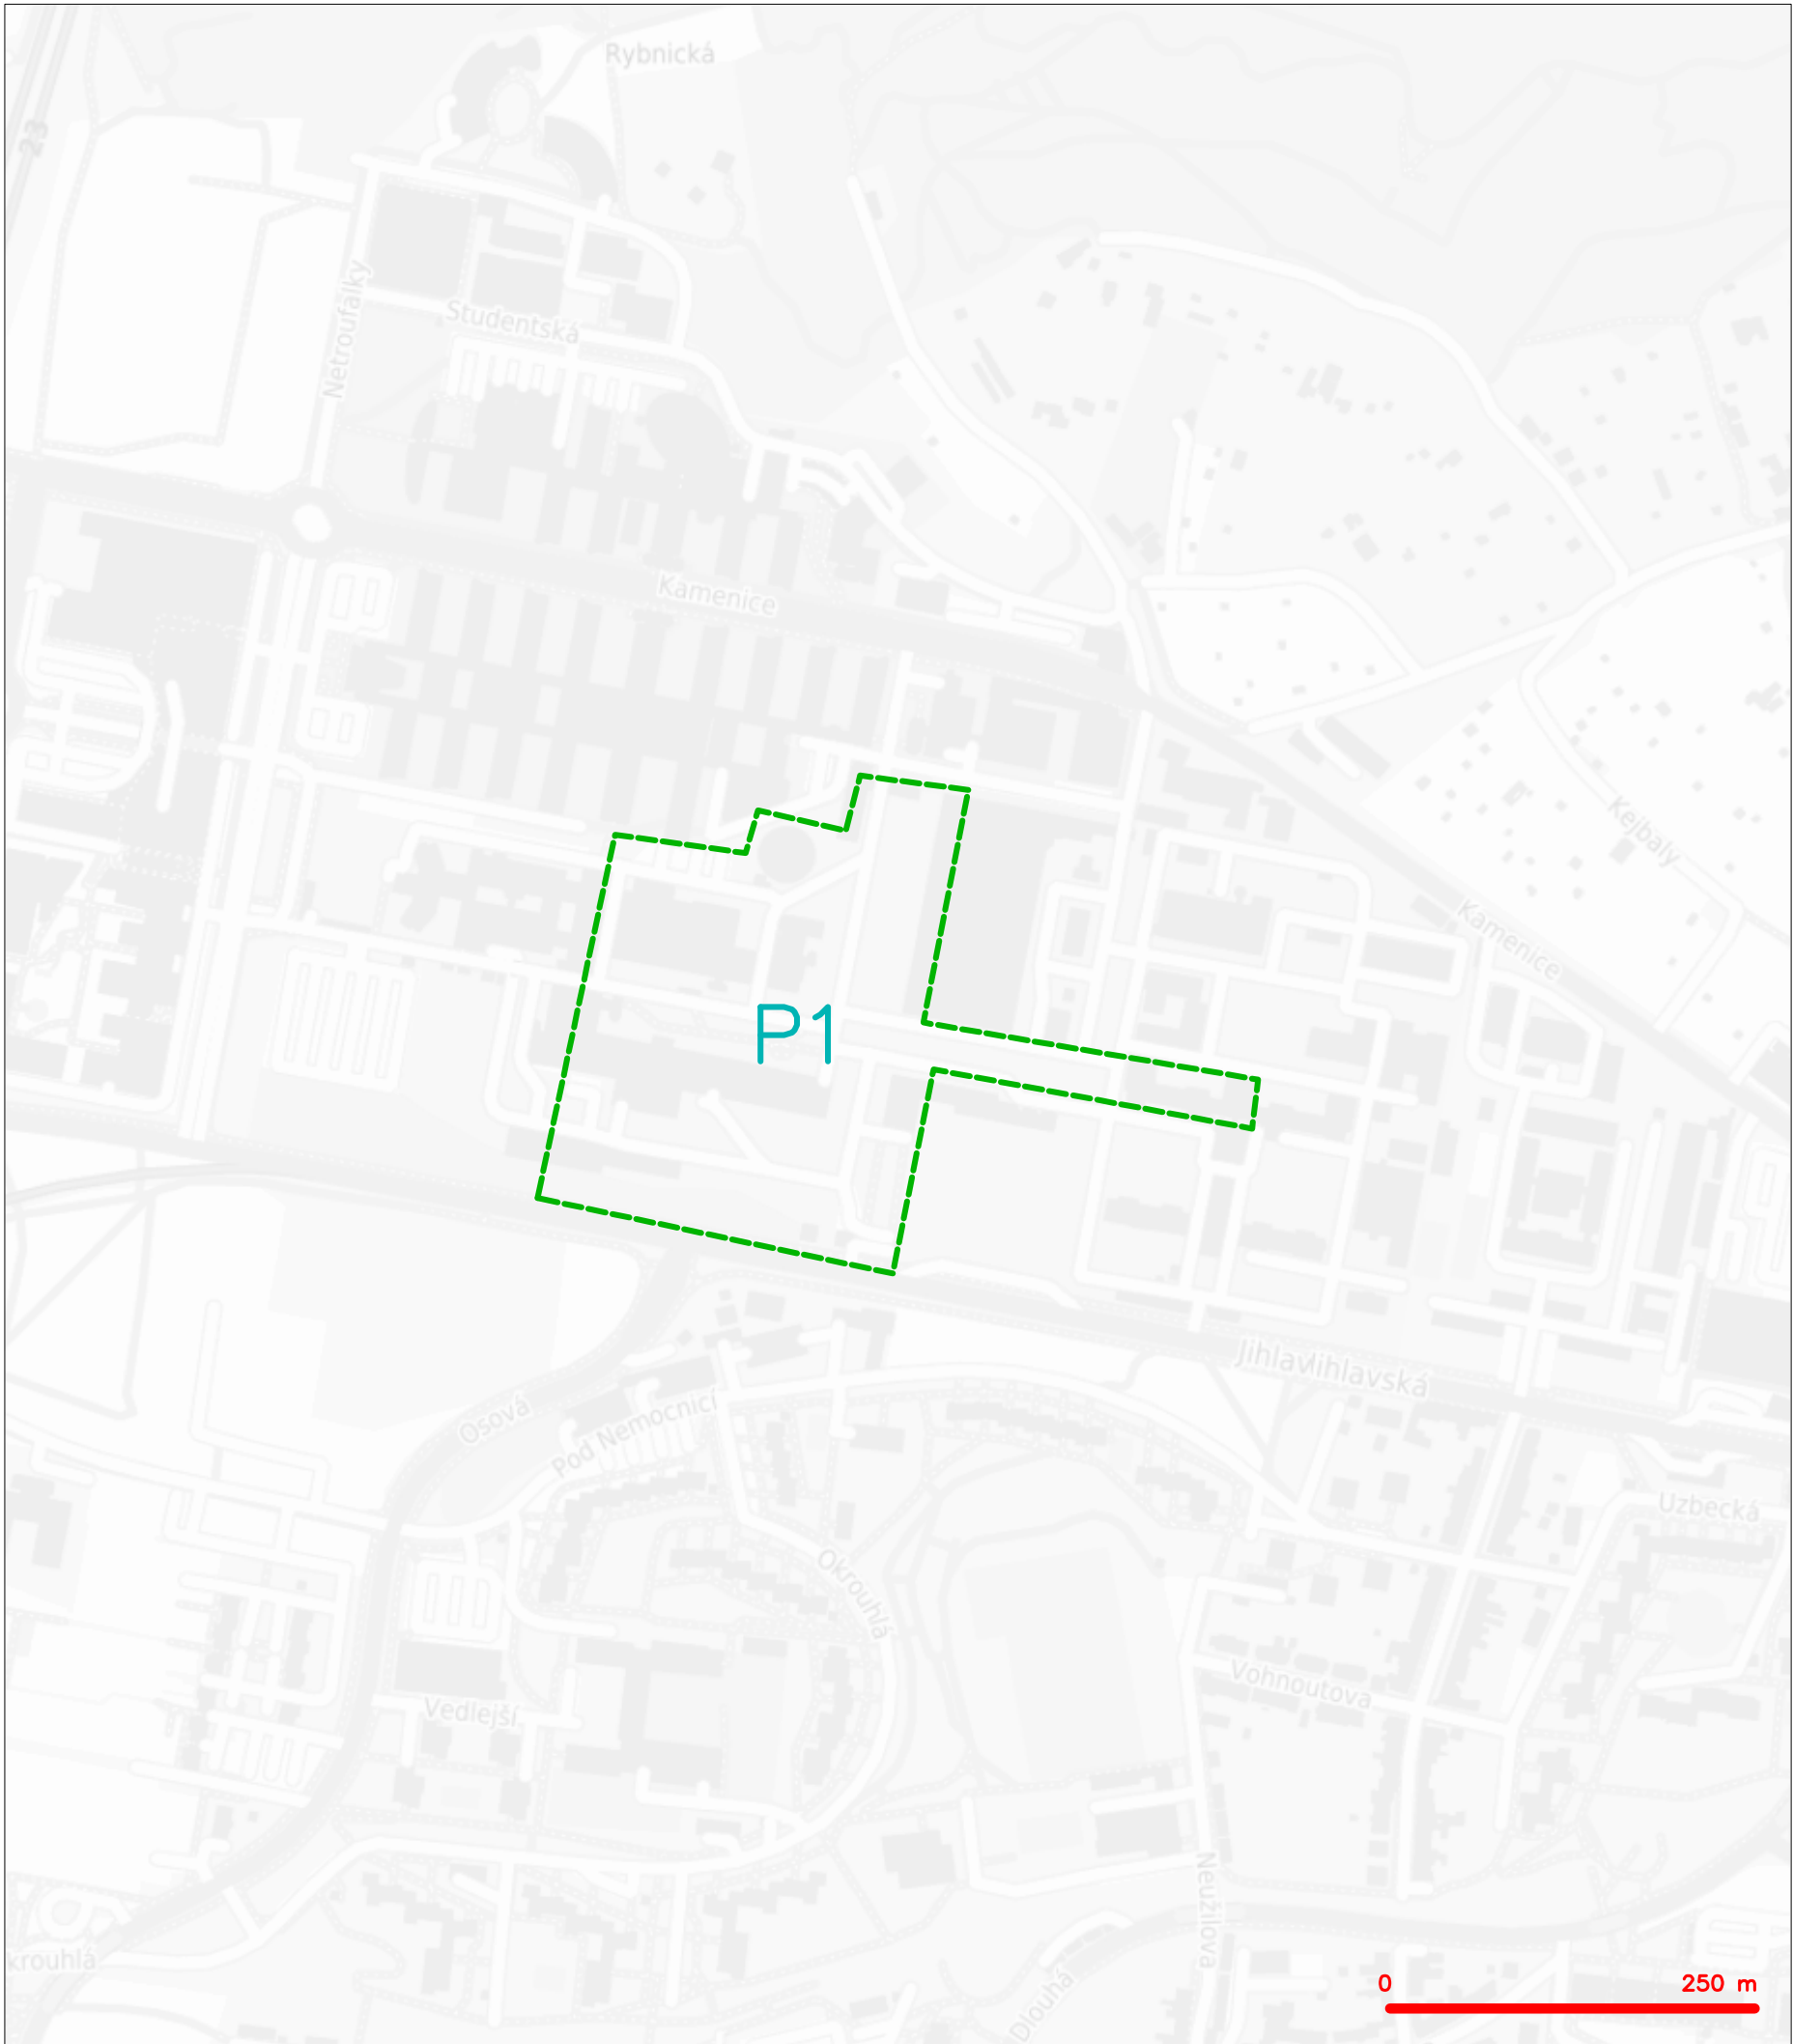 Rybnická
23
Netroufalky
Studentská
Kamenice
Kejbaly
Kamenice
P1
Jihlavihlavská
Osová
Pod Nemocnicí
Uzbecká
Okrouhlá
Vohnoutova
Vedlejší
Neužilova
krouhlá
Dlouhá
0 250 m